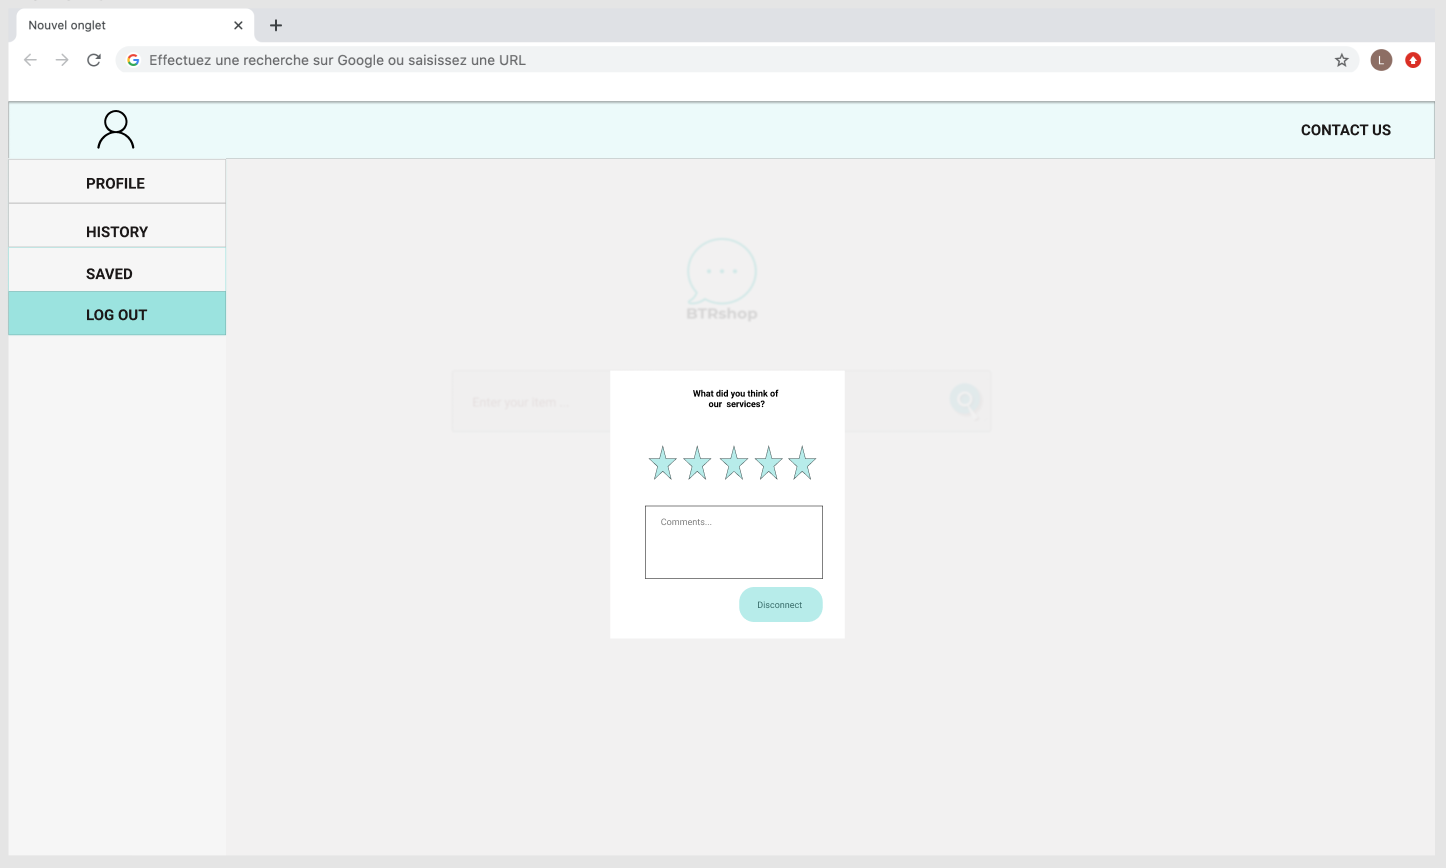 Nouvel onglet
Effectuez une recherche sur Google ou saisissez une URL
L
CONTACT US
PROFILE
HISTORY
SAVED
LOG OUT
BTRshop
Enter your item ...
What did you think of
our services?
Comments...
Disconnect